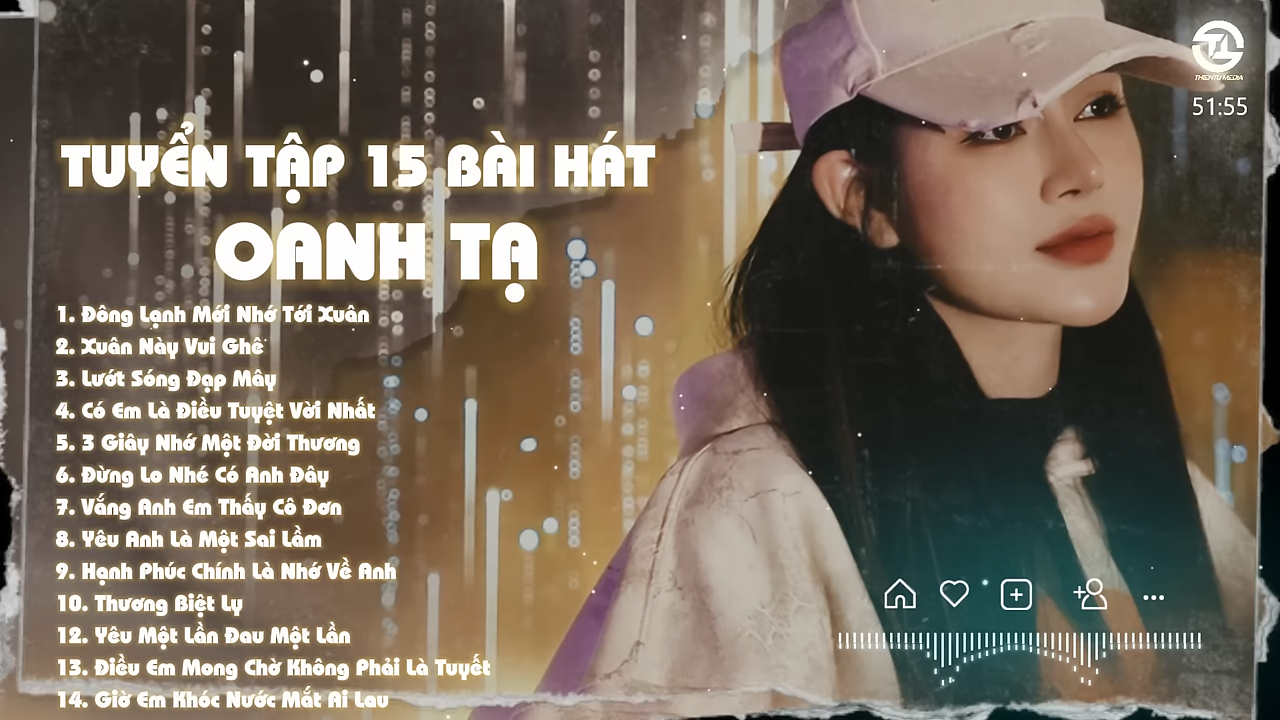 TL
THIENTU MEDIA
51:55
TUYỂN TẬP 15 BÀI HÁT
OANH TẠ
1. Đông Lạnh Mới Nhớ Tới Xuân
2. Xuân Này Vui Ghê
3. Lướt Sóng Đạp Mây
4. Có Em Là Điều Tuyệt Vời Nhất
5. 3 Giây Nhớ Một Đời Thương
6. Đừng Lo Nhé Có Anh Đây
7. Vắng Anh Em Thấy Cô Đơn
8. Yêu Anh Là Một Sai Lầm
9. Hạnh Phúc Chính Là Nhớ Về Anh
10. Thương Biệt Ly
12. Yêu Một Lần Đau Một Lần
13. Điều Em Mong Chờ Không Phải Là Tuyết
14. Giờ Em Khóc Nước Mắt Ai Lau